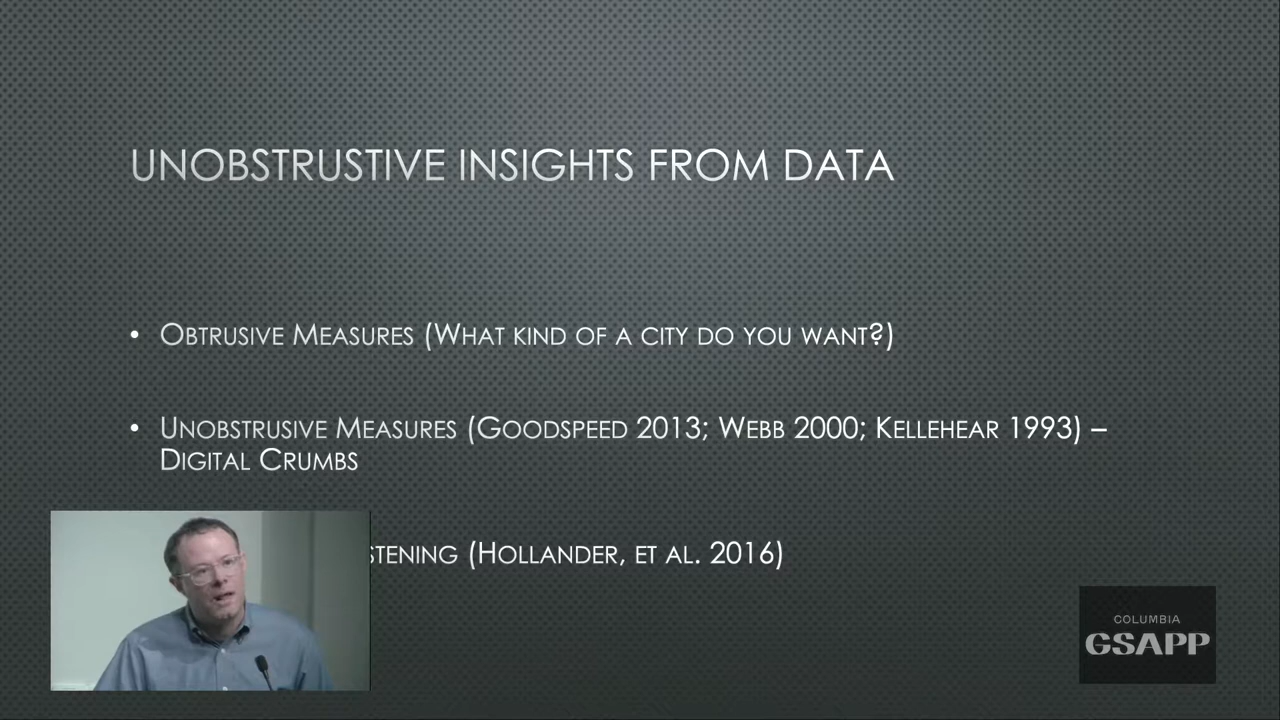 UNOBSTRUSTIVE INSIGHTS FROM DATA
• OBTRUSIVE MEASURES (WHAT KIND OF A CITY DO YOU WANT?)
• UNOBSTRUSIVE MEASURES (GOODSPEED 2013; WEBB 2000; KELLEHEAR 1993) –
DIGITAL CRUMBS
(HOLLANDER, ET AL. 2016)
COLUMBIA
GSAPP